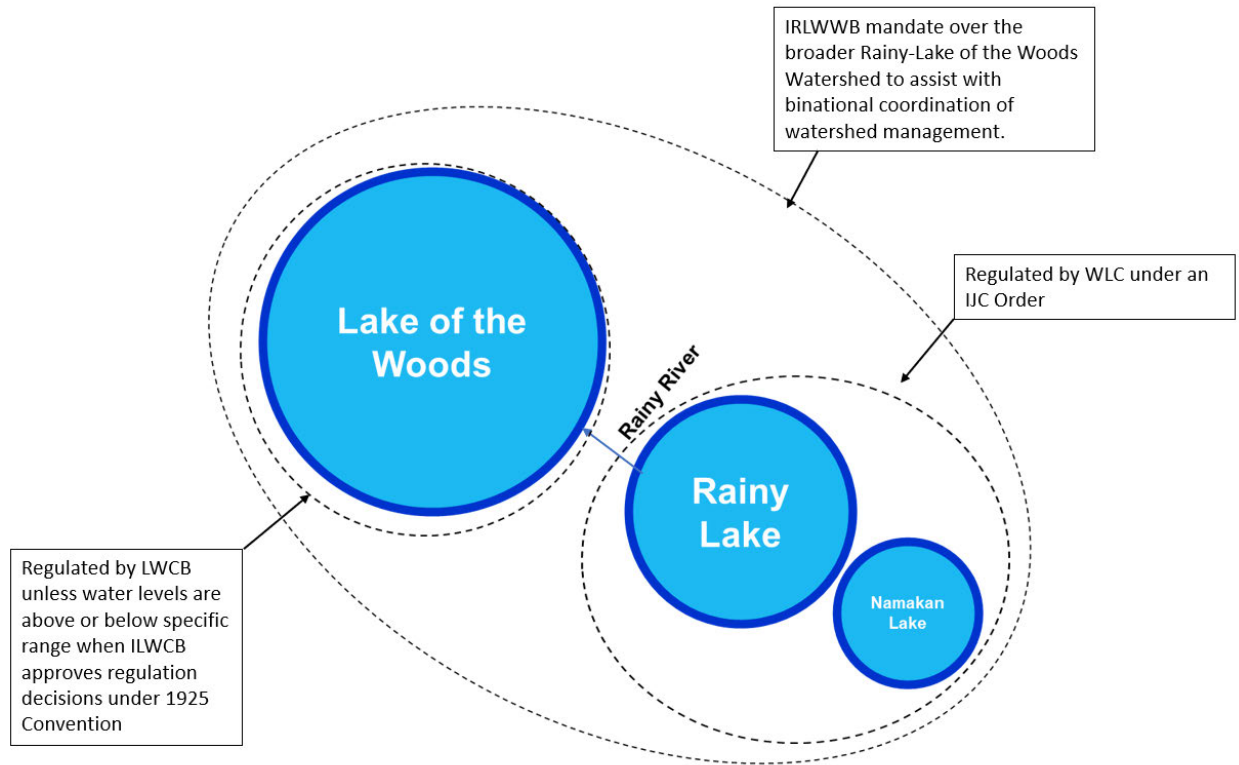 IRLWWB mandate over the
broader Rainy-Lake of the Woods
Watershed to assist with
binational coordination of
watershed management.
Regulated by WLC under an
IJC Order
Lake of the
Woods
Rainy River
Rainy
Lake
Namakan
Lake
Regulated by LWCB
unless water levels are
above or below specific
range when ILWCB
approves regulation
decisions under 1925
Convention